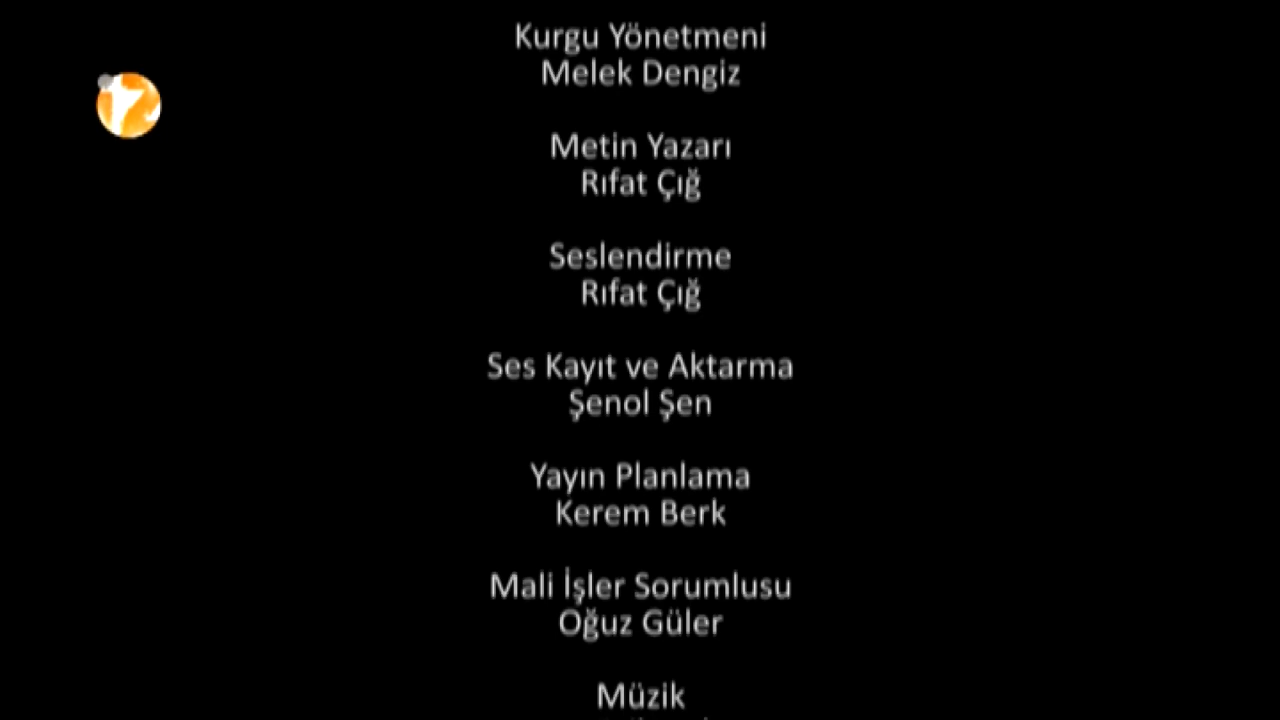 Kurgu Yönetmeni
Melek Dengiz
Metin Yazarı
Rıfat Çığ
Seslendirme
Rıfat Çığ
Ses Kayıt ve Aktarma
Şenol Şen
Yayın Planlama
Kerem Berk
Mali İşler Sorumlusu
Oğuz Güler
Müzik